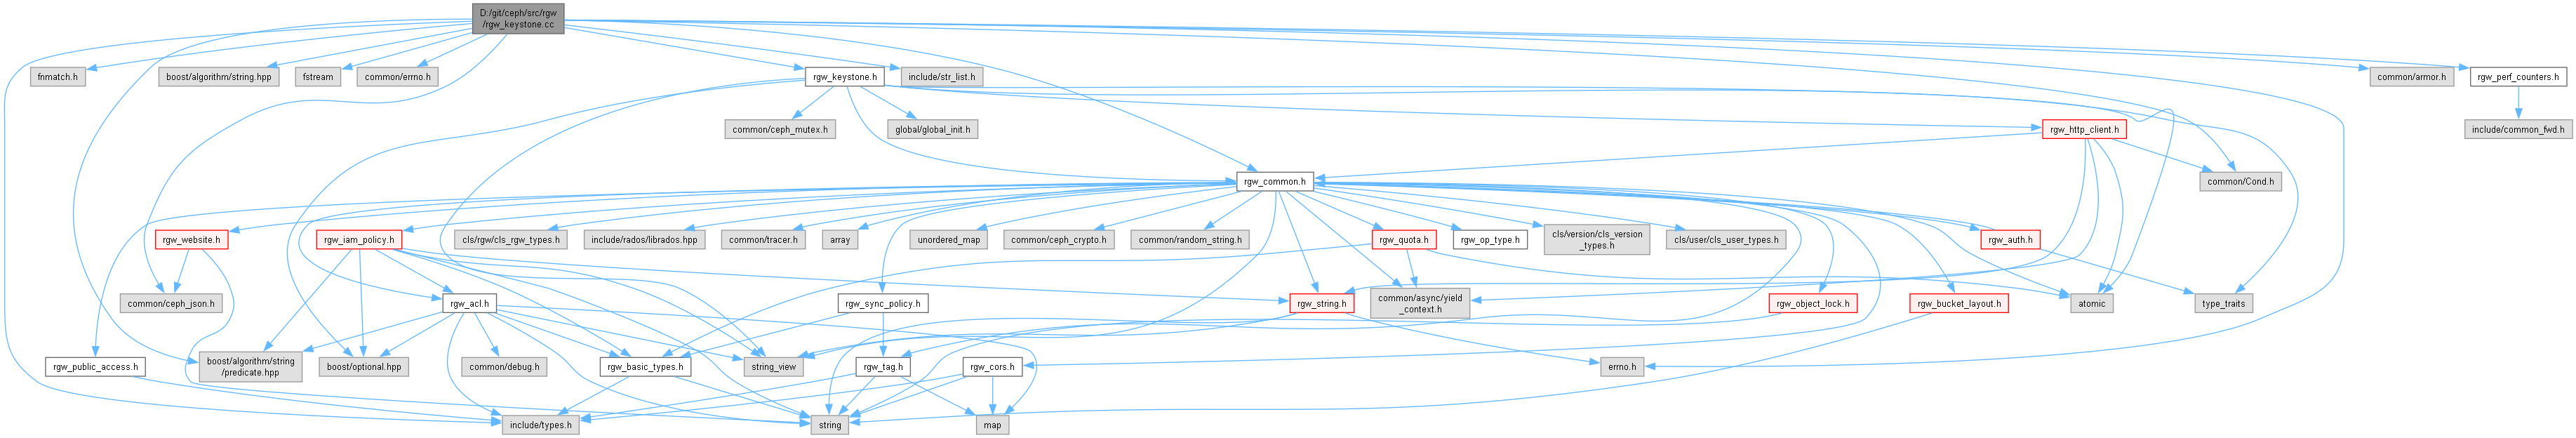 D:/git/ceph/src/rgw
/rgw_keystone.cc
fnmatch.h
boost/algorithm/string.hpp
fstream
common/errno.h
rgw_keystone.h
include/str_list.h
common/armor.h
rgw_perf_counters.h
common/ceph_mutex.h
global/global_init.h
rgw_http_client.h
include/common_fwd.h
rgw_common.h
common/Cond.h
rgw_website.h
rgw_iam_policy.h
cls/rgw/cls_rgw_types.h
include/rados/librados.hpp
common/tracer.h
array
unordered_map
common/ceph_crypto.h
common/random_string.h
rgw_quota.h
rgw_op_type.h
cls/version/cls_version
_types.h
cls/user/cls_user_types.h
rgw_auth.h
common/ceph_json.h
rgw_acl.h
rgw_sync_policy.h
rgw_string.h
common/async/yield
_context.h
rgw_object_lock.h
rgw_bucket_layout.h
atomic
type_traits
rgw_public_access.h
boost/algorithm/string
/predicate.hpp
boost/optional.hpp
common/debug.h
rgw_basic_types.h
string_view
rgw_tag.h
rgw_cors.h
errno.h
include/types.h
string
map